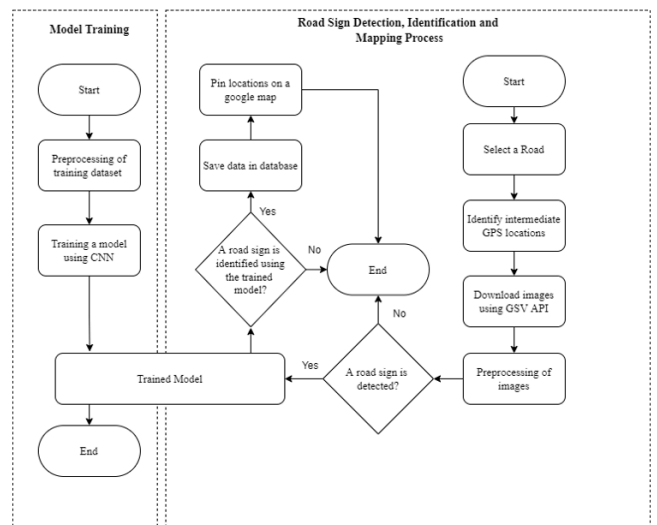 Model Training
Start
Preprocessing of
training dataset
Training a model
using CNN
Trained Model
End
Road Sign Detection, Identification and
Mapping Process
Start
Select a Road
Identify intermediate
GPS locations
Download images
using GSV API
Preprocessing of
images
A road sign is
detected?
Yes
No
A road sign is
identified using
the trained
model?
Yes
No
Save data in database
Pin locations on a
google map
End